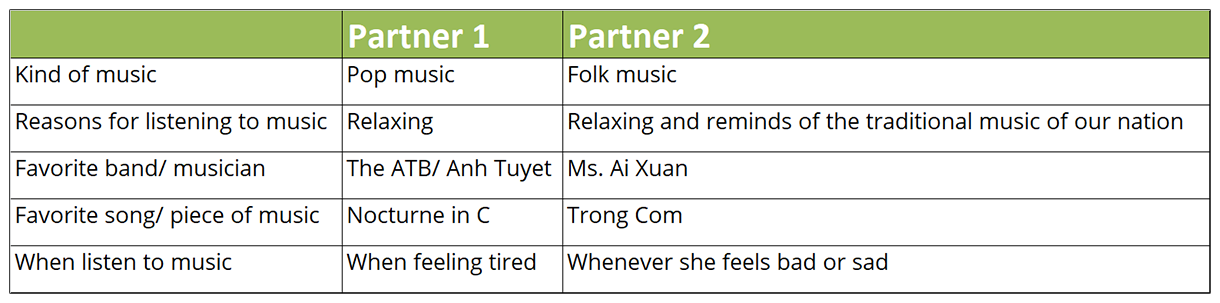 Partner 1 Partner 2
Kind of music Pop music Folk music
Reasons for listening to music Relaxing Relaxing and reminds of the traditional music of our nation
Favorite band/ musician The ATB/ Anh Tuyet Ms. Ai Xuan
Favorite song/ piece of music Nocturne in C Trong Com
When listen to music When feeling tired Whenever she feels bad or sad